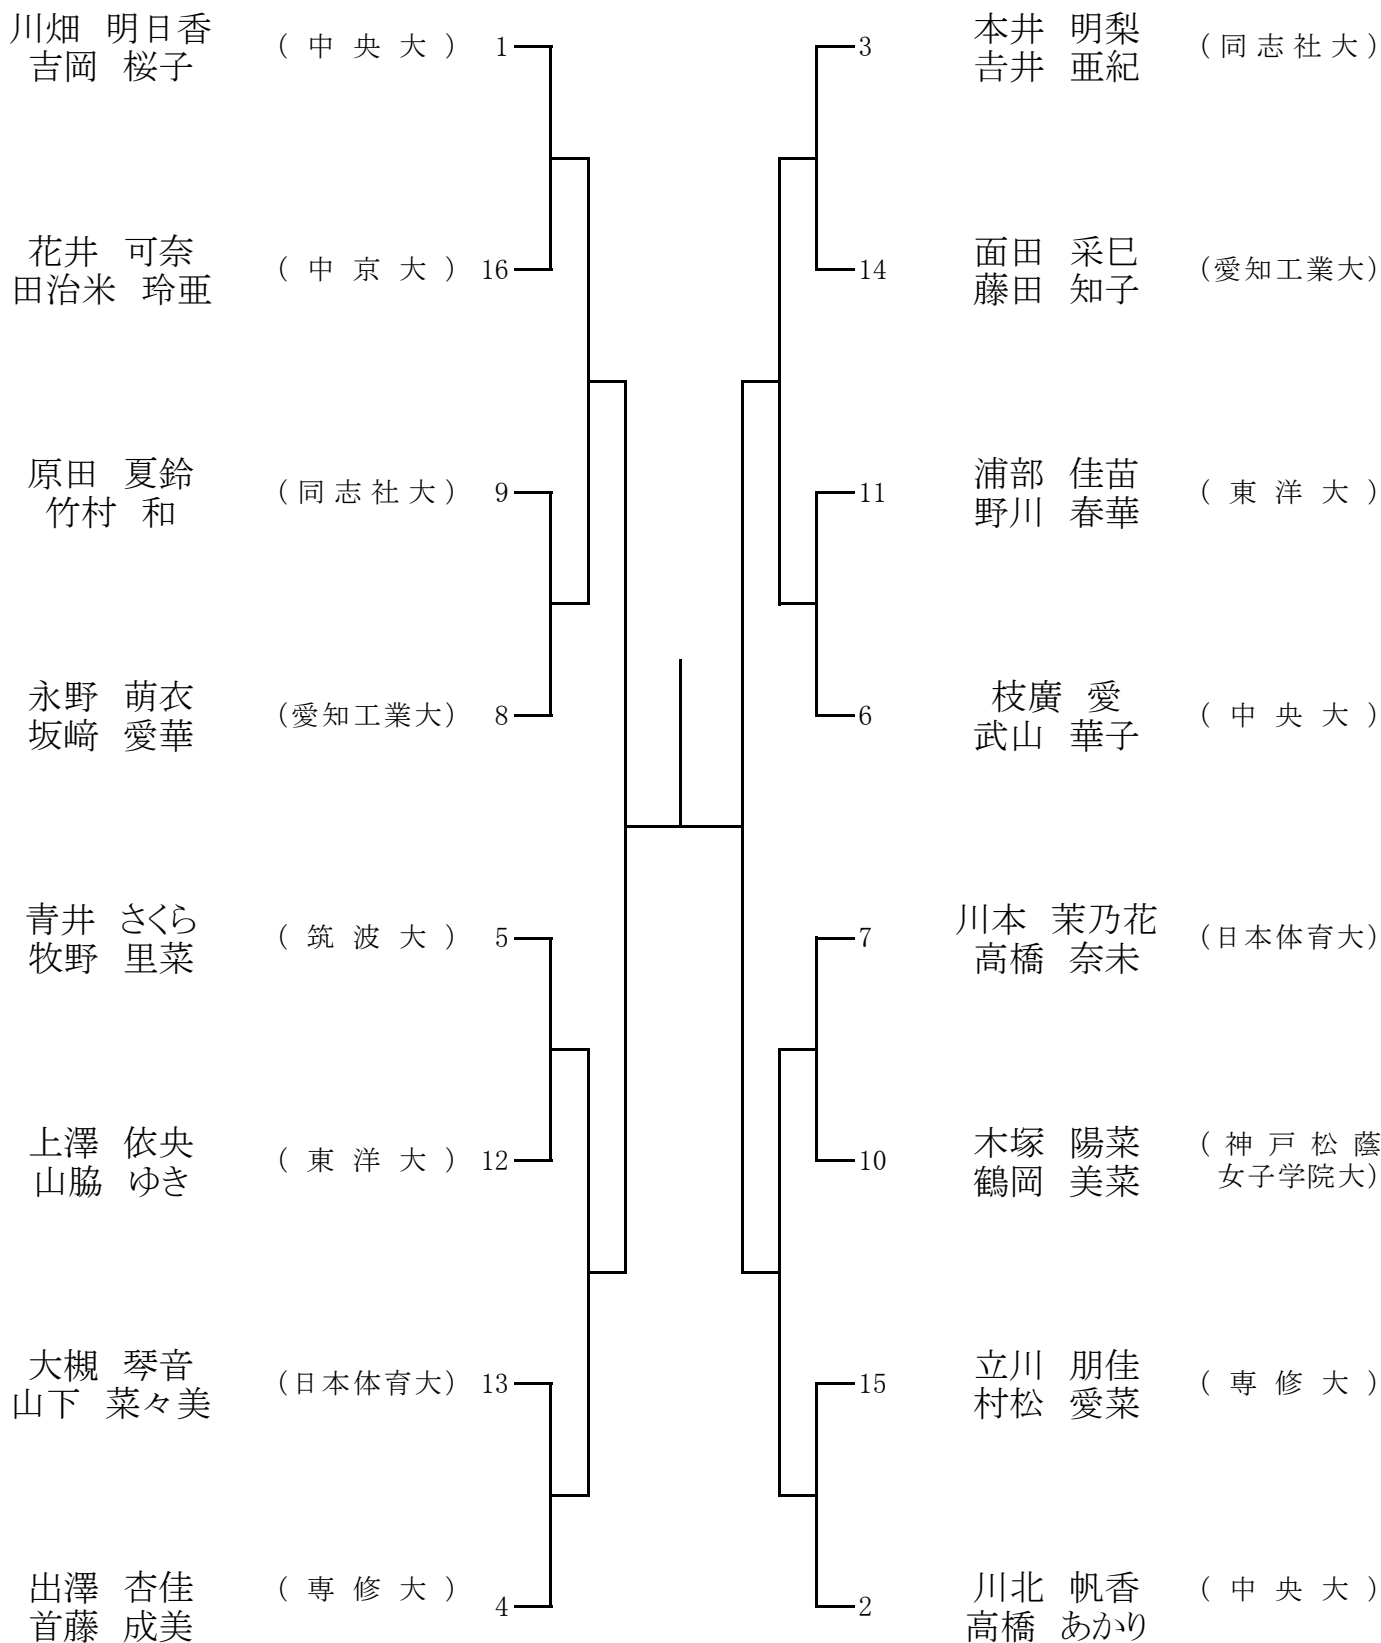 川畑 明日香
吉岡 桜子
(中央大) 1
花井 可奈
田治米 玲亜
(中京大) 16
原田 夏鈴
竹村 和
(同志社大) 9
永野 萌衣
坂﨑 愛華
(愛知工業大) 8
青井 さくら
牧野 里菜
(筑波大) 5
上澤 依央
山脇 ゆき
(東洋大) 12
大槻 琴音
山下 菜々美
(日本体育大) 13
出澤 杏佳
首藤 成美
(専修大) 4
3
本井 明梨
𠮷井 亜紀
(同志社大)
14
面田 采巳
藤田 知子
(愛知工業大)
11
浦部 佳苗
野川 春華
(東洋大)
6
枝廣 愛
武山 華子
(中央大)
7
川本 茉乃花
高橋 奈未
(日本体育大)
10
木塚 陽菜
鶴岡 美菜
(神戸松蔭
女子学院大)
15
立川 朋佳
村松 愛菜
(専修大)
2
川北 帆香
高橋 あかり
(中央大)